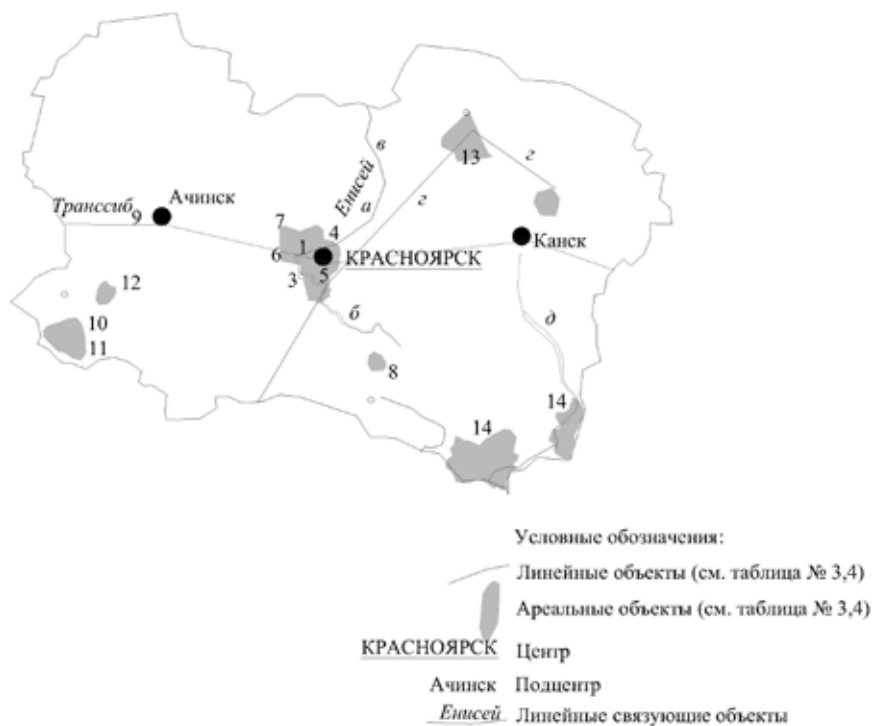 в
13
г
Енисей
а
г
Транссиб
9
Ачинск
7
4
1
6
КРАСНОЯРСК
Канск
3
5
12
б
д
10
11
8
14
14
Условные обозначения:
Линейные объекты (см. таблица № 3,4)
Ареальные объекты (см. таблица № 3,4)
КРАСНОЯРСК Центр
Ачинск Подцентр
Енисей Линейные связующие объекты